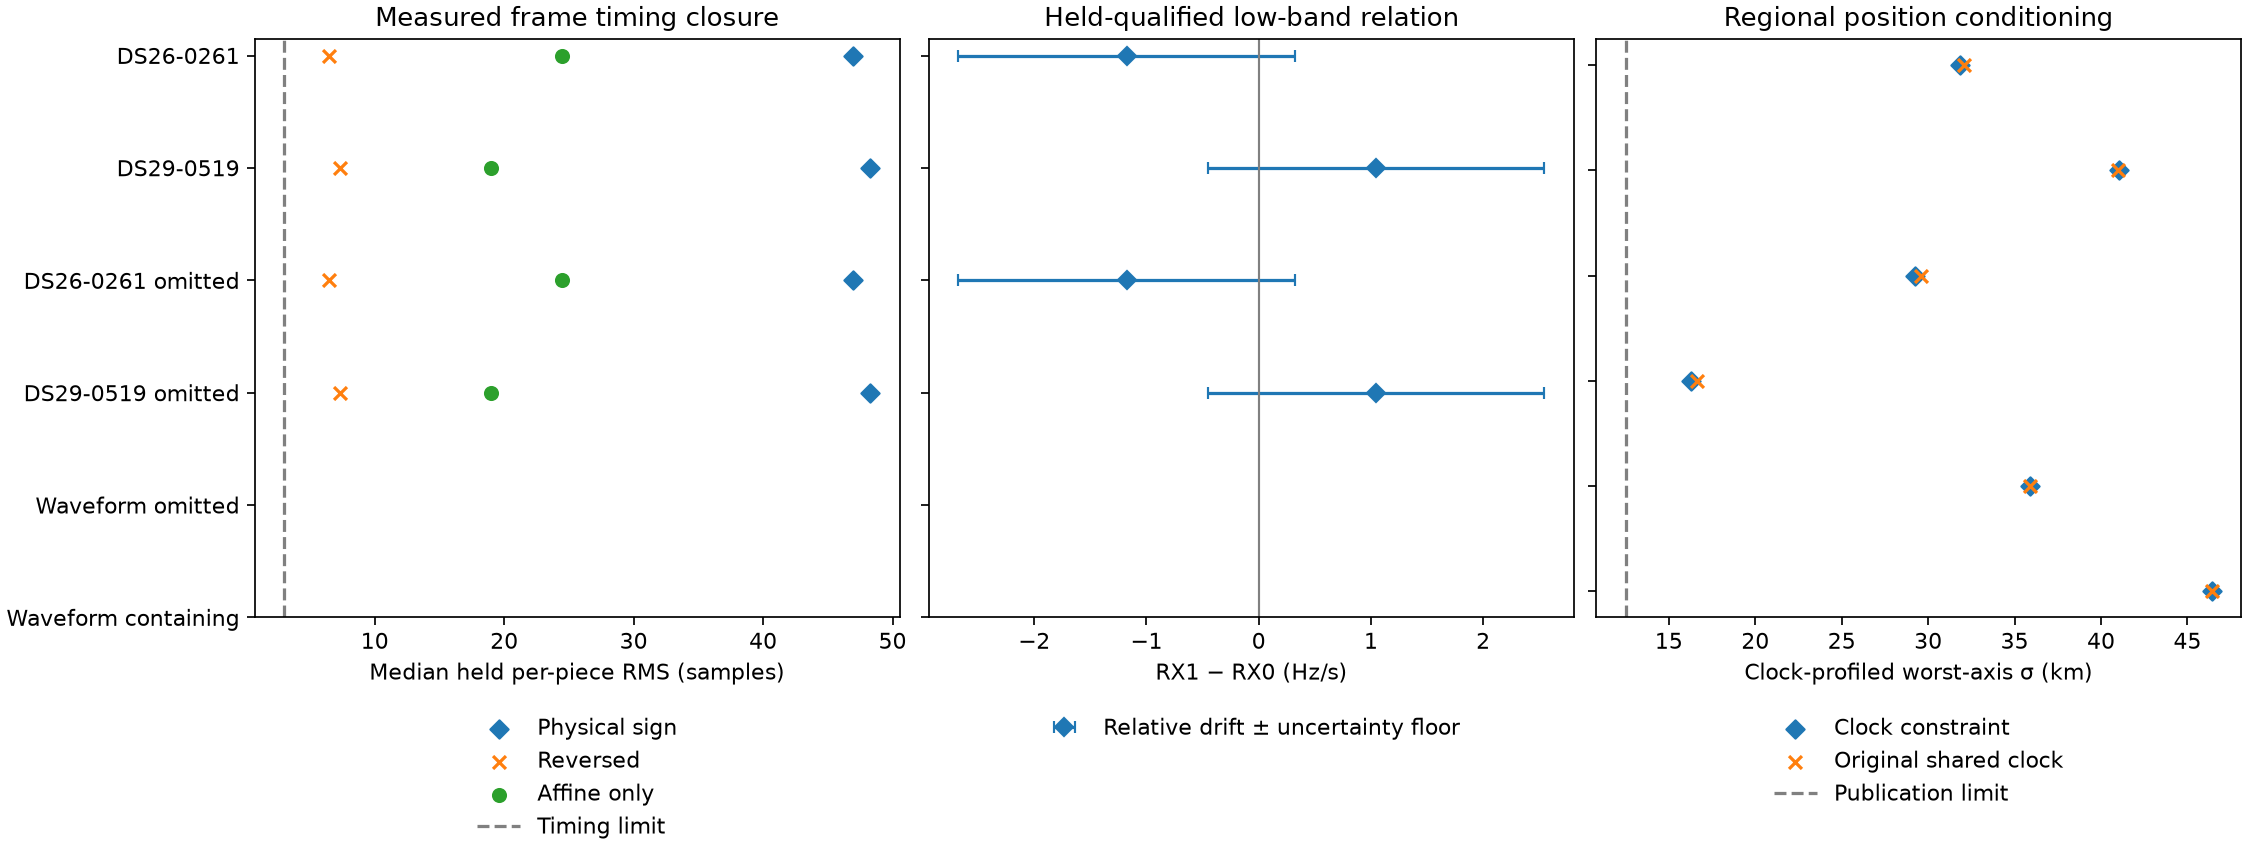 Measured frame timing closure
Held-qualified low-band relation
Regional position conditioning
DS26-0261
DS29-0519
DS26-0261 omitted
DS29-0519 omitted
Waveform omitted
Waveform containing
10 20 30 40 50
−2 −1 0 1 2
15 20 25 30 35 40 45
Median held per-piece RMS (samples)
RX1 − RX0 (Hz/s)
Clock-profiled worst-axis σ (km)
Physical sign
Reversed
Affine only
Timing limit
Relative drift ± uncertainty floor
Clock constraint
Original shared clock
Publication limit